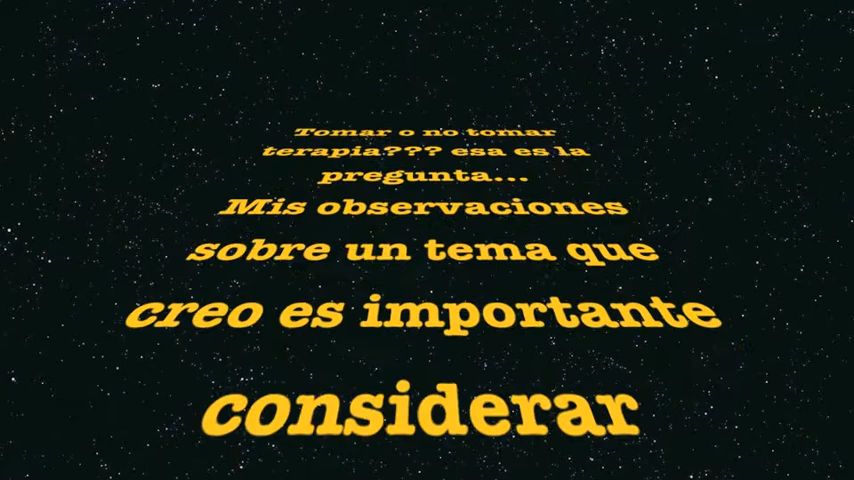 Tomar o no tomar
terapia??? esa es la
pregunta...
Mis observaciones
sobre un tema que
creo es importante
considerar